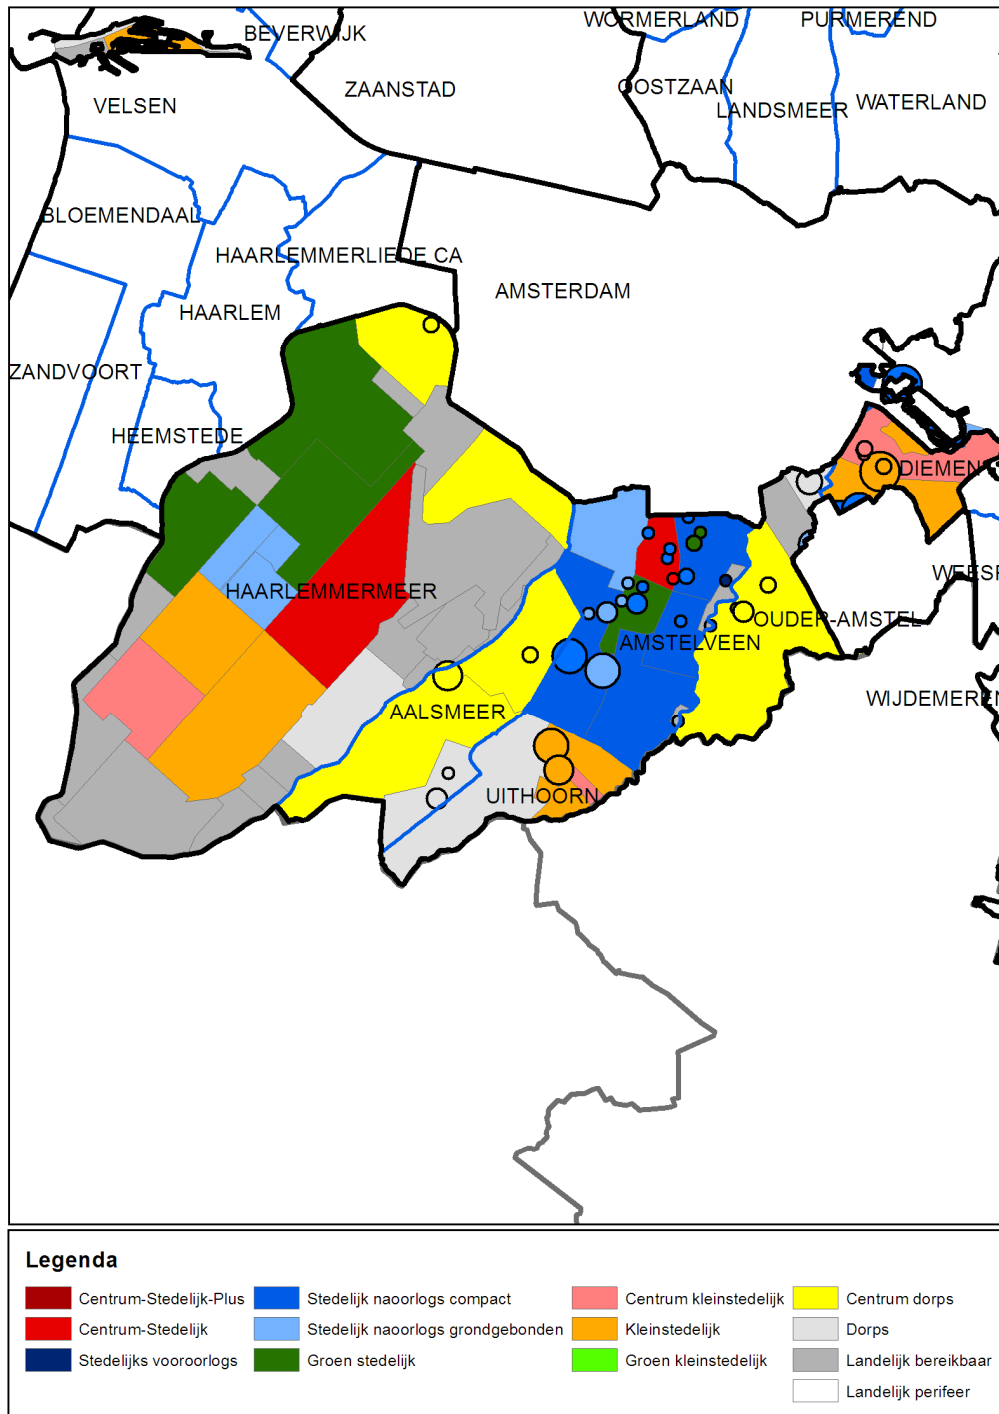 WORMERLAND
PURMEREND
BEVERWIJK
ZAANSTAD
OOSTZAAN
VELSEN
LANDSMEER
WATERLAND
BLOEMENDAAL
HAARLEMMERLIEDE CA
AMSTERDAM
HAARLEM
ZANDVOORT
HEEMSTEDE
DIEMEN
WEESP
HAARLEMMERMEER
OUDER-AMSTEL
AMSTELVEEN
WIJDEMEREN
AALSMEER
UITHOORN
Legenda
Centrum-Stedelijk-Plus
Centrum-Stedelijk
Stedelijks vooroorlogs
Stedelijk naoorlogs compact
Stedelijk naoorlogs grondgebonden
Groen stedelijk
Centrum kleinstedelijk
Kleinstedelijk
Groen kleinstedelijk
Centrum dorps
Dorps
Landelijk bereikbaar
Landelijk perifeer